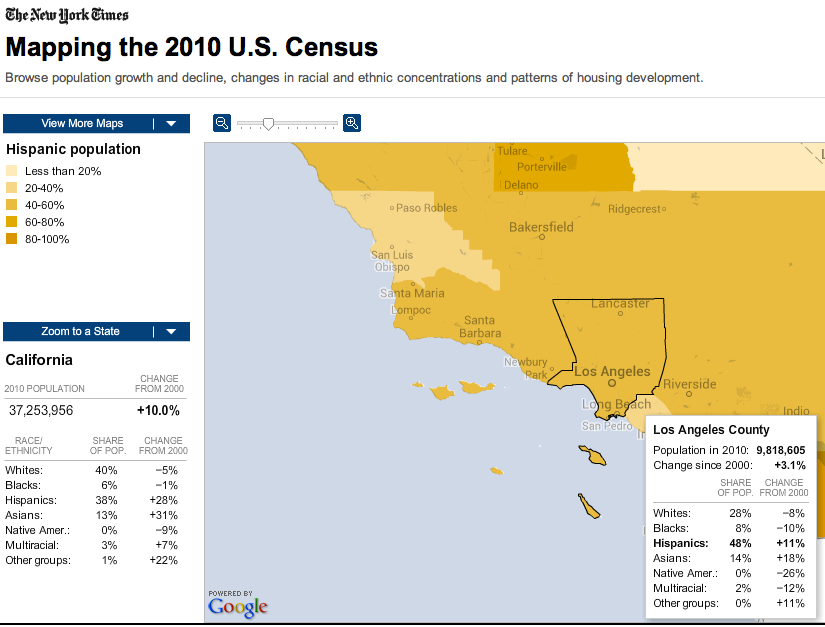 The New York Times
Mapping the 2010 U.S. Census
Browse population growth and decline, changes in racial and ethnic concentrations and patterns of housing development.
View More Maps
Hispanic population
Less than 20%
20-40%
40-60%
60-80%
80-100%
Zoom to a State
California
2010 POPULATION CHANGE FROM 2000
37,253,956 +10.0%
RACE/ ETHNICITY SHARE OF POP. CHANGE FROM 2000
Whites: 40% −5%
Blacks: 6% −1%
Hispanics: 38% +28%
Asians: 13% +31%
Native Amer.: 0% −9%
Multiracial: 3% +7%
Other groups: 1% +22%
Tulare
Porterville
Delano
Paso Robles
Ridgecrest
Bakersfield
San Luis
Obispo
Santa Maria
Lompoc
Santa
Barbara
Lancaster
Newbury
Park
Los Angeles
Riverside
Long Beach
San Pedro
Indio
Los Angeles County
Population in 2010: 9,818,605
Change since 2000: +3.1%
SHARE OF POP. CHANGE FROM 2000
Whites: 28% −8%
Blacks: 8% −10%
Hispanics: 48% +11%
Asians: 14% +18%
Native Amer.: 0% −26%
Multiracial: 2% −12%
Other groups: 0% +11%
POWERED BY
Google